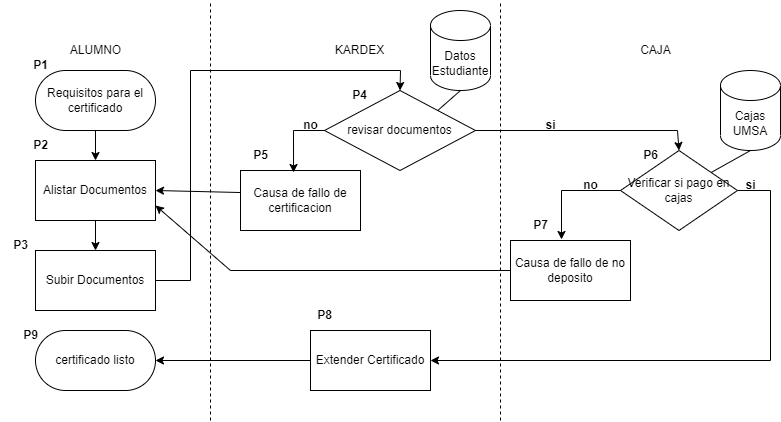 ALUMNO
KARDEX
CAJA
P1
Requisitos para el
certificado
P2
Alistar Documentos
P3
Subir Documentos
P4
revisar documentos
Datos
Estudiante
no
si
P5
Causa de fallo de
certificacion
P6
Verificar si pago en
cajas
Cajas
UMSA
no
si
P7
Causa de fallo de no
deposito
P8
Extender Certificado
P9
certificado listo